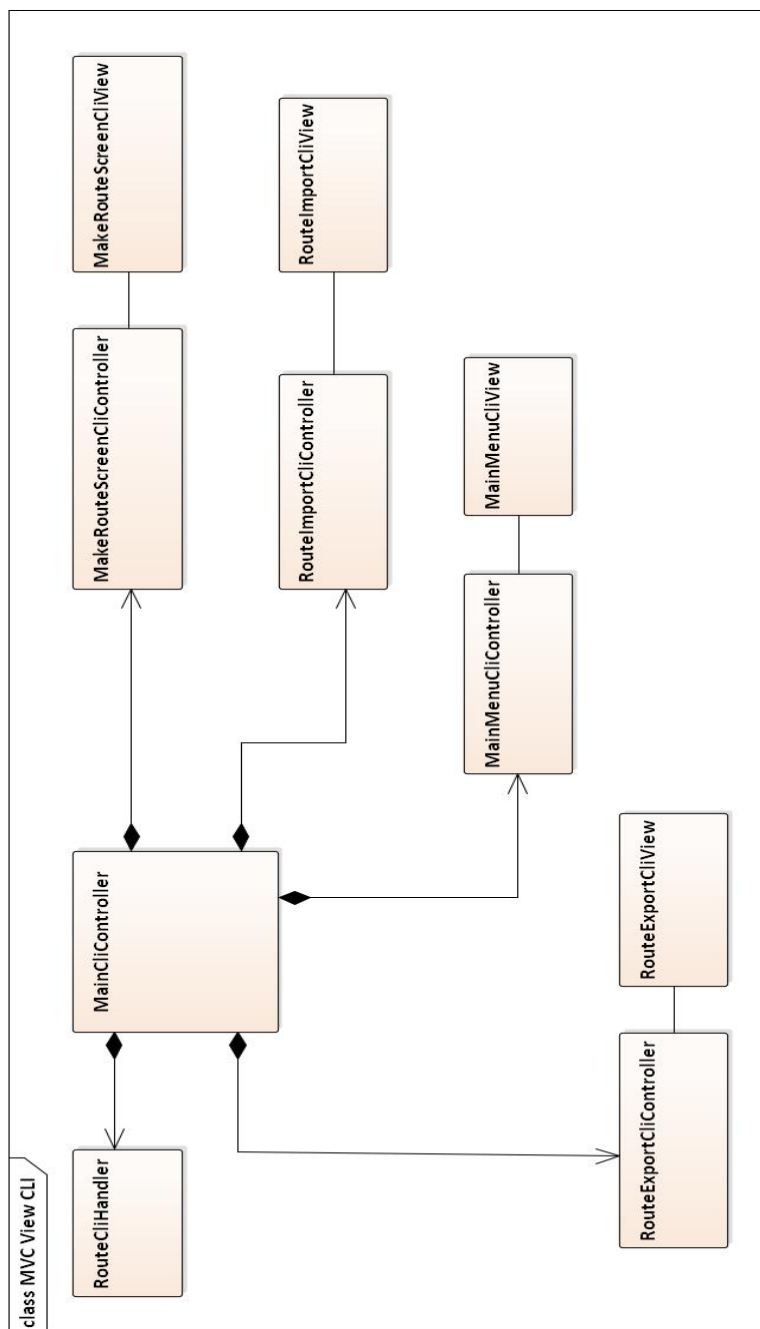 class MVC View CLI
RouteCliHandler
MainCliController
MakeRouteScreenCliController
MakeRouteScreenCliView
RouteImportCliController
RouteImportCliView
MainMenuCliController
MainMenuCliView
RouteExportCliController
RouteExportCliView